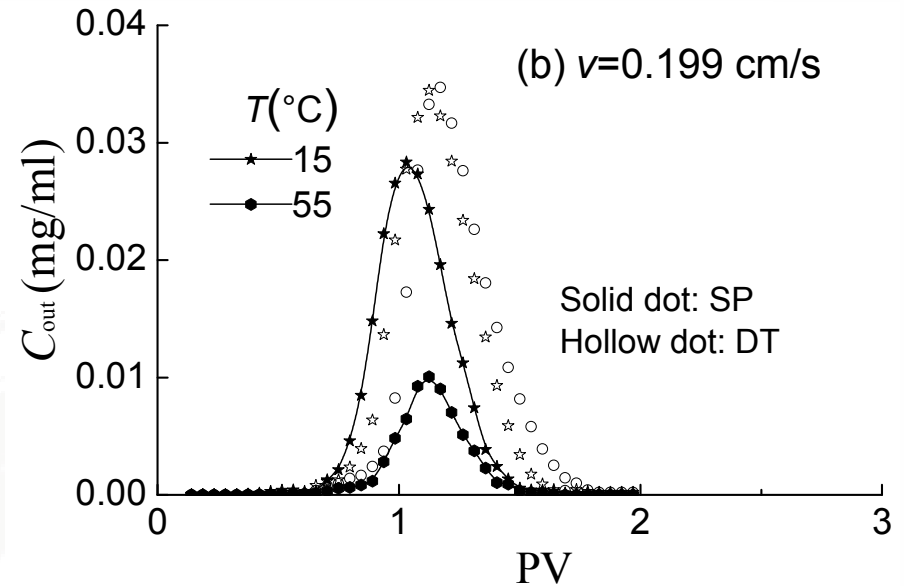 0.04
(b) v=0.199 cm/s
T(°C)
0.03
15
55
0.02
Cout (mg/ml)
Solid dot: SP
Hollow dot: DT
0.01
0.00
0 1 2 3
PV